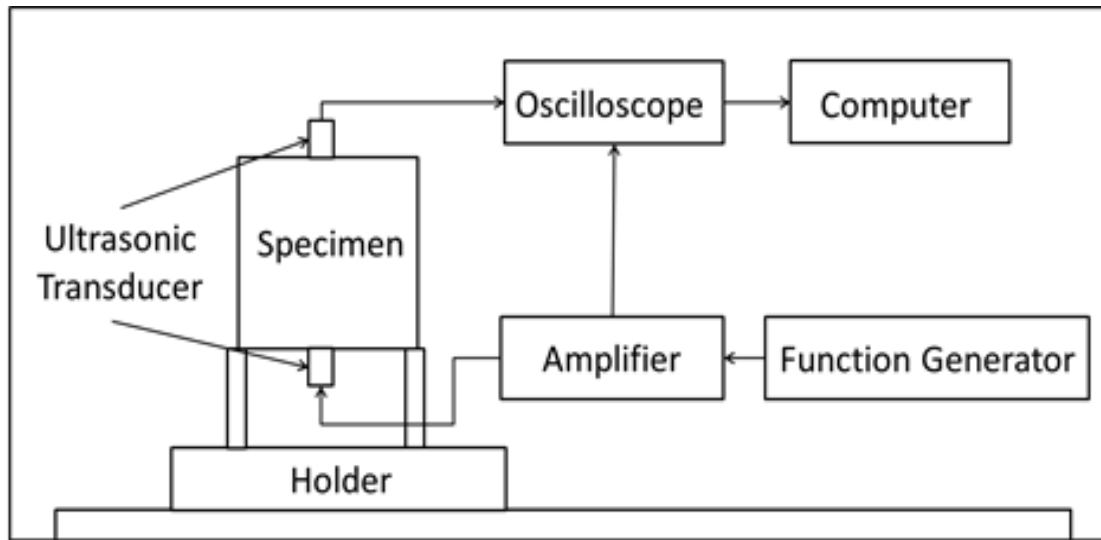 Oscilloscope
Computer
Ultrasonic
Transducer
Specimen
Amplifier
Function Generator
Holder